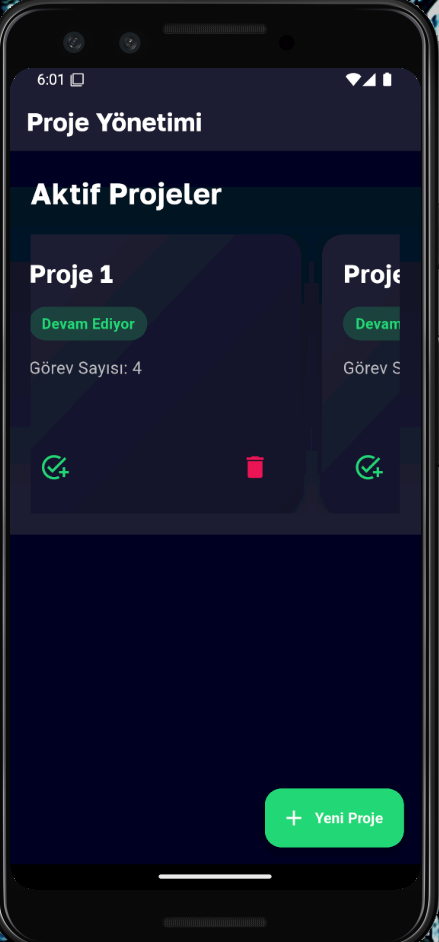 6:01
Proje Yönetimi
Aktif Projeler
Proje 1
Proje
Devam Ediyor
Devam
Görev Sayısı: 4
Görev S
Yeni Proje